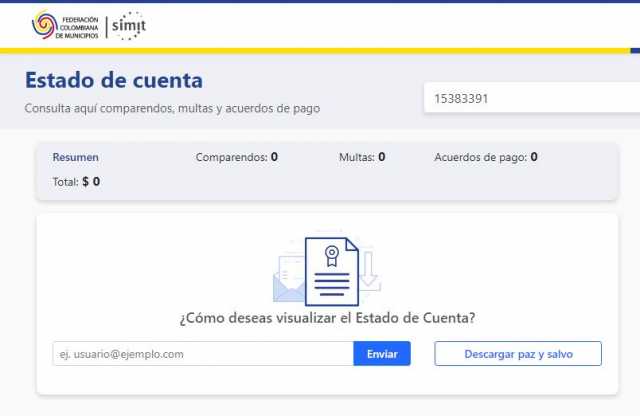 FEDERACIÓN
COLOMBIANA
DE MUNICIPIOS
simit
Estado de cuenta
Consulta aquí comparendos, multas y acuerdos de pago
15383391
Resumen Comparendos: 0 Multas: 0 Acuerdos de pago: 0
Total: $ 0
¿Cómo deseas visualizar el Estado de Cuenta?
ej. usuario@ejemplo.com Enviar Descargar paz y salvo